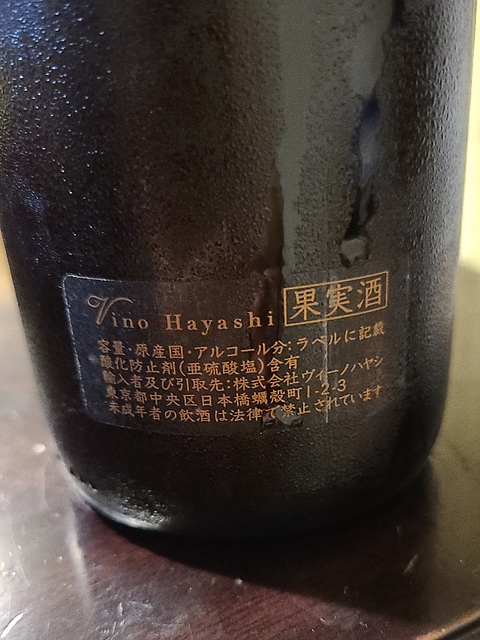 Vino Hayashi 果実酒
容量・原産国・アルコール分:ラベルに記載
酸化防止剤(亜硫酸塩)含有
輸入者及び引取先:株式会社ヴィーノハヤシ
東京都中央区日本橋蠣殻町1-2-3
未成年者の飲酒は法律で禁止されています